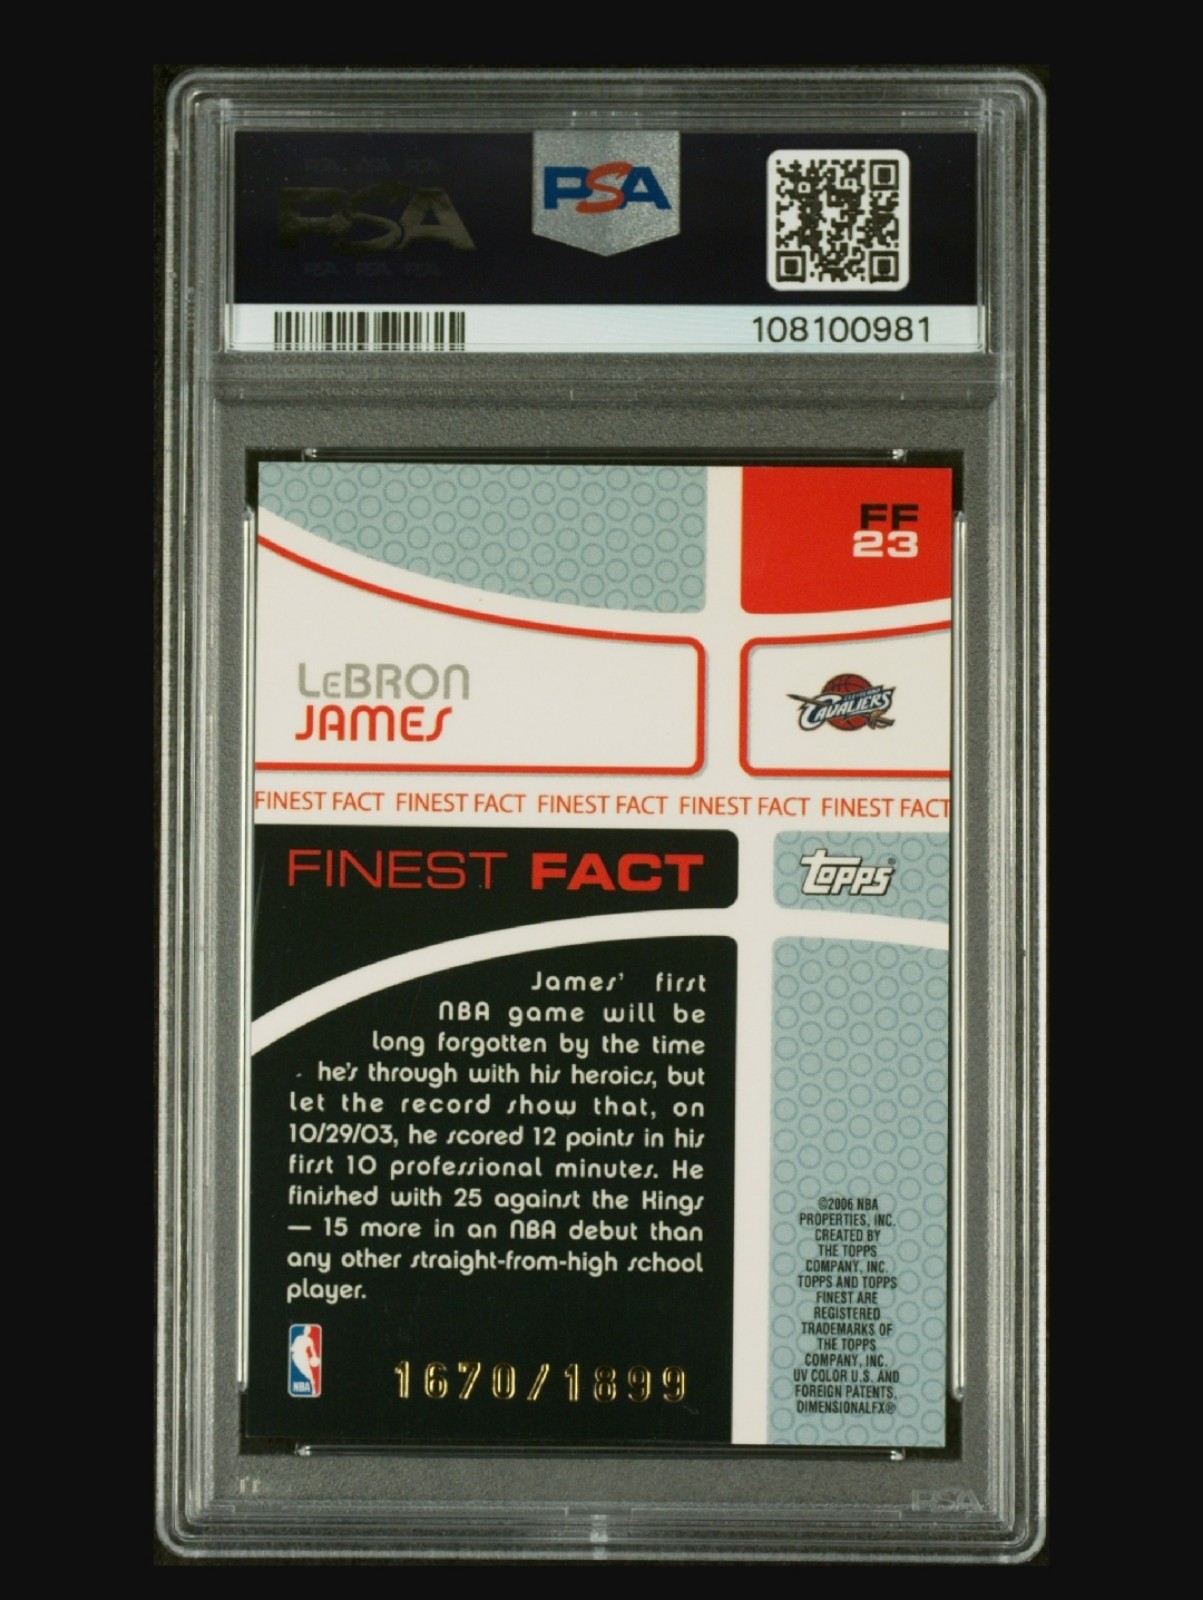 PSA
PSA
108100981
FF
23
LeBRON
JAMES
CLEVELAND
CAVALIERS
FINEST FACT FINEST FACT FINEST FACT FINEST FACT FINEST FACT
FINEST FACT
Topps®
James' first
NBA game will be
long forgotten by the time
he's through with his heroics, but
let the record show that, on
10/29/03, he scored 12 points in his
first 10 professional minutes. He
finished with 25 against the Kings
— 15 more in an NBA debut than
any other straight-from-high school
player.
NBA
1670/1899
©2006 NBA
PROPERTIES, INC.
CREATED BY
THE TOPPS
COMPANY, INC.
TOPPS AND TOPPS
FINEST ARE
REGISTERED
TRADEMARKS OF
THE TOPPS
COMPANY, INC.
UV COLOR U.S. AND
FOREIGN PATENTS,
DIMENSIONALFX®
PSA